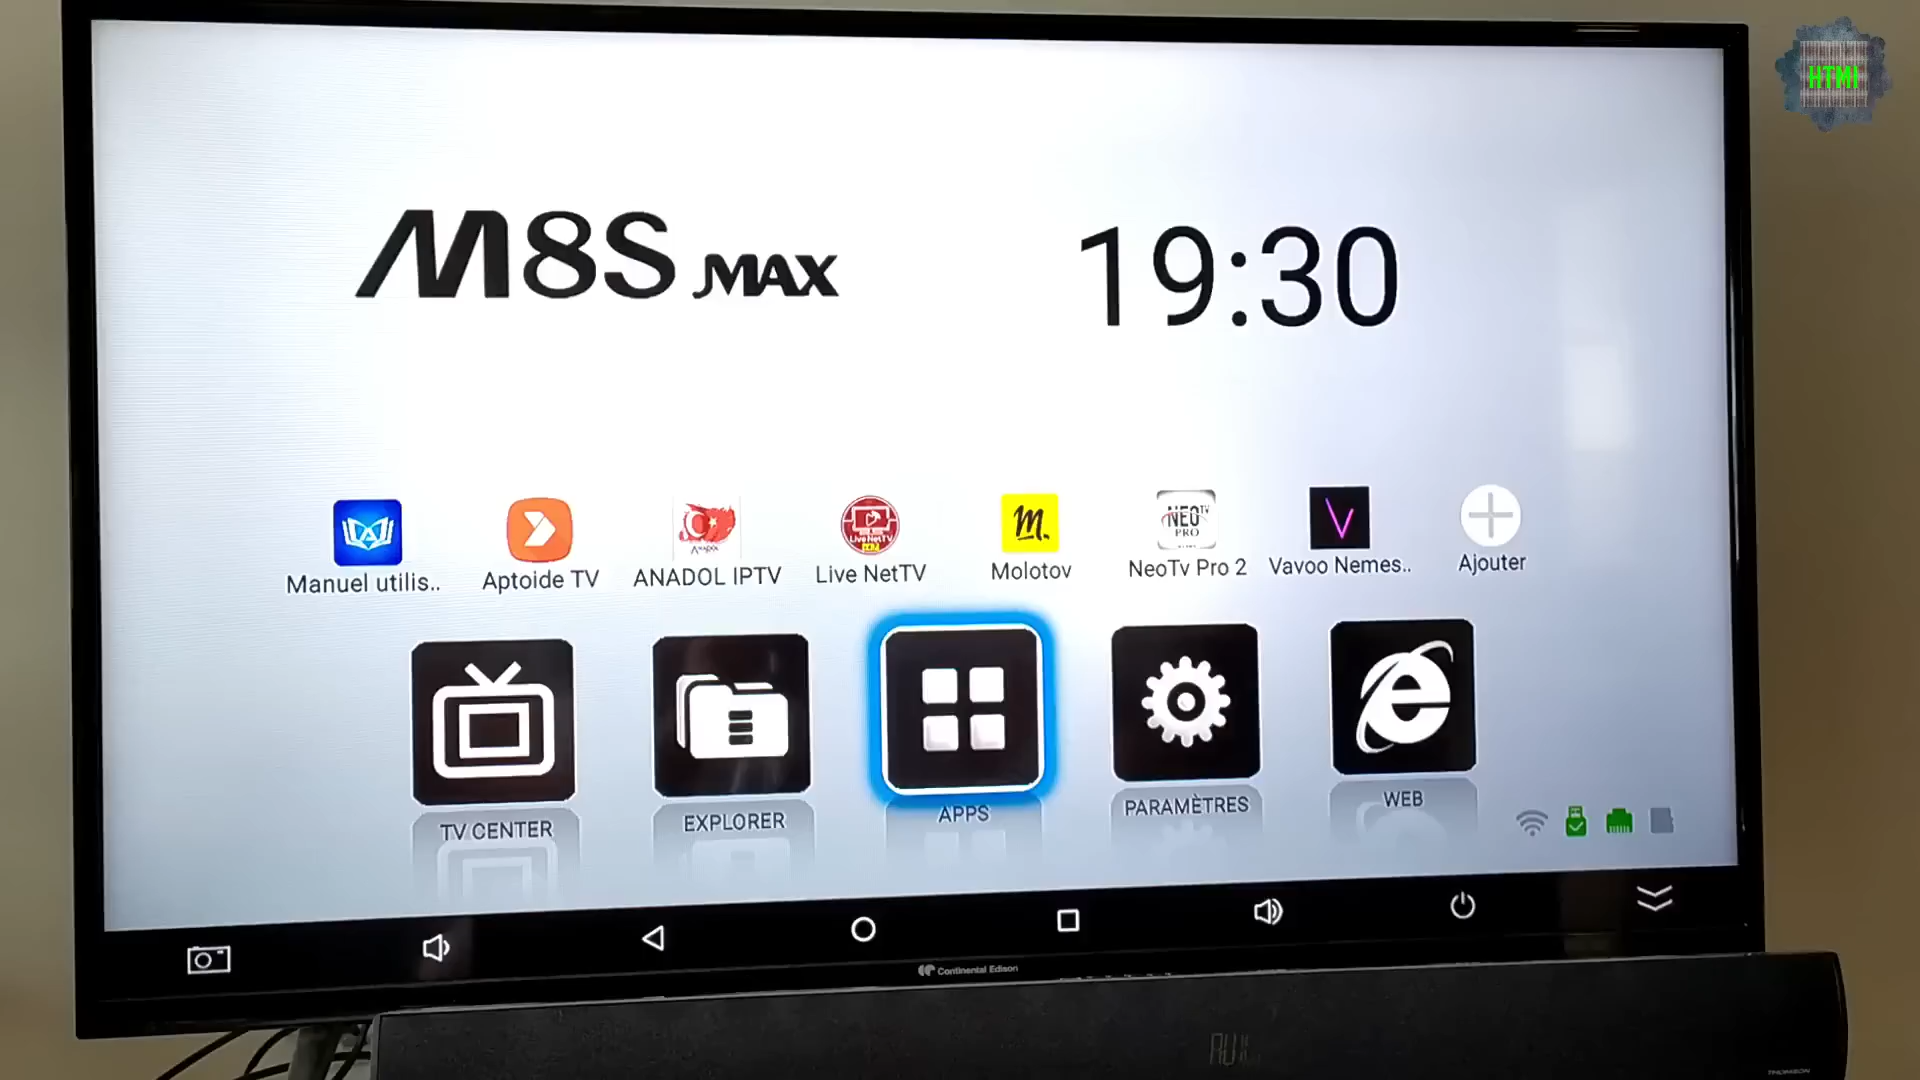 HTMI
M8S MAX
19:30
Manuel utilis..
Aptoide TV
ANADOL IPTV
Live NetTV
Molotov
NeoTv Pro 2
Vavoo Nemes..
Ajouter
TV CENTER
EXPLORER
APPS
PARAMÈTRES
WEB
Continental Edison
THOMSON